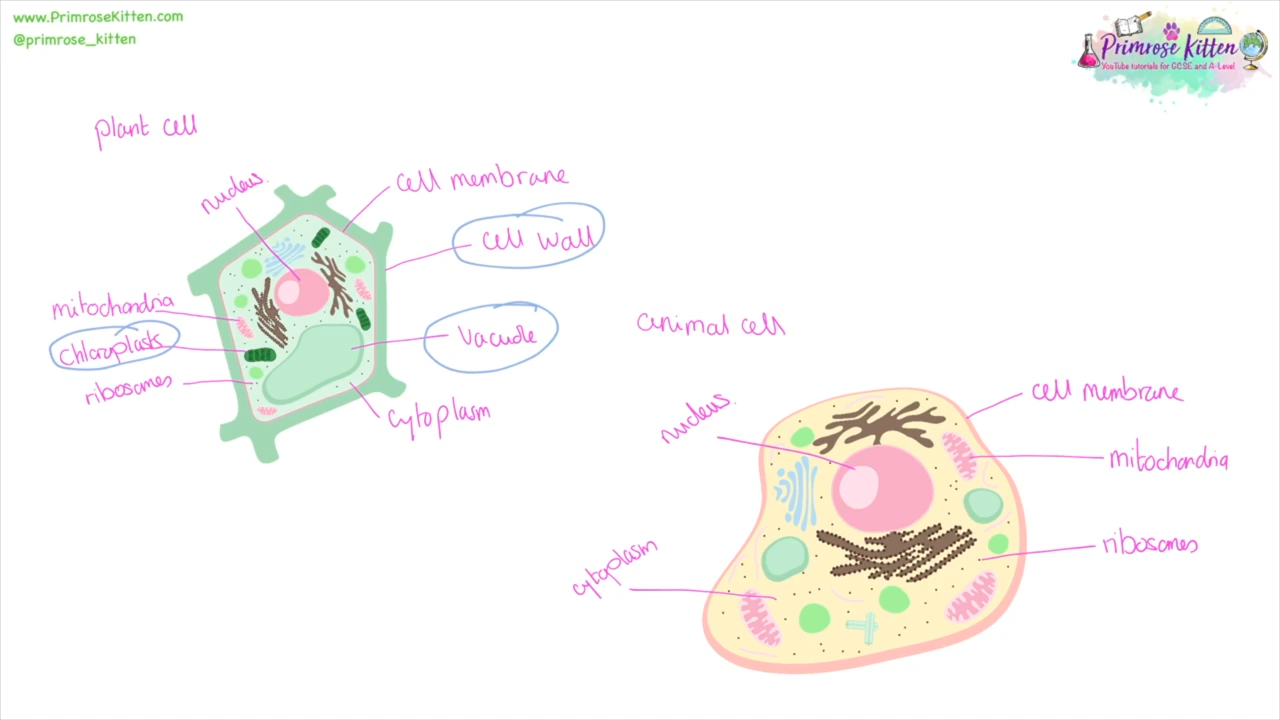 www.PrimroseKitten.com
@primrose_kitten
Primrose Kitten
YouTube tutorials for GCSE and A-Level
plant cell
nucleus
cell membrane
cell wall
mitochondria
chloroplasts
vacuole
ribosomes
cytoplasm
animal cell
nucleus
cell membrane
mitochondria
ribosomes
cytoplasm